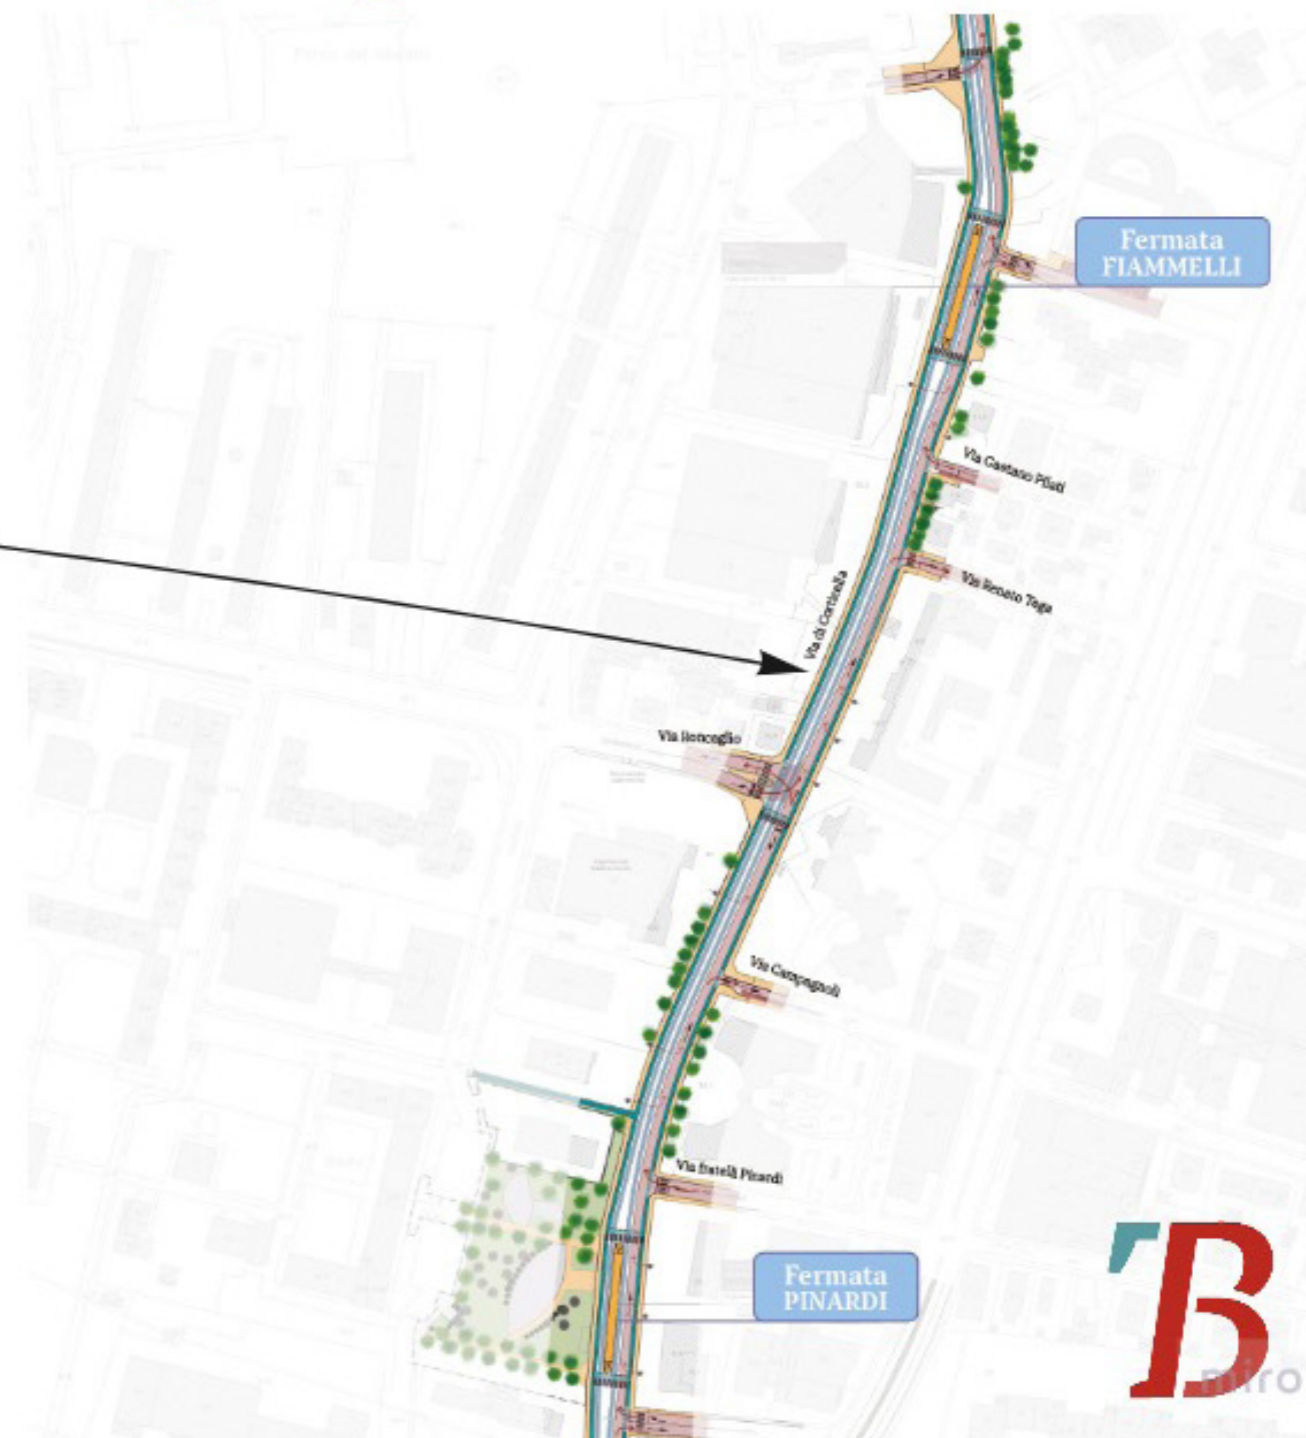 Fermata
FIAMMELLI
Via Gaetano Pilati
Via Renato Tega
Via di Corticella
Via Roncaglio
Via Campagnoli
Via fratelli Pinardi
Fermata
PINARDI
B
miro